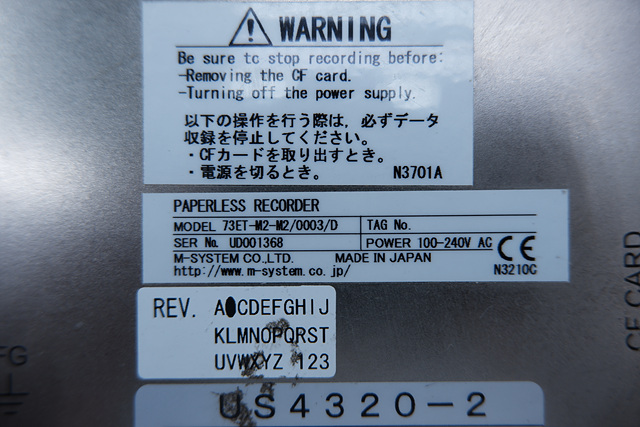 WARNING
Be sure to stop recording before:
-Removing the CF card.
-Turning off the power supply.
以下の操作を行う際は，必ずデータ
収録を停止してください。
・CFカードを取り出すとき。
・電源を切るとき。 N3701A
PAPERLESS RECORDER
MODEL 73ET-M2-M2/0003/D TAG No.
SER No. UD001368 POWER 100-240V AC CE
M-SYSTEM CO.,LTD. MADE IN JAPAN
http://www.m-system.co.jp/ N3210C
REV. A CDEFGHIJ
KLMNOPQRST
UVWXYZ 123
US4320-2
CF CARD
FG